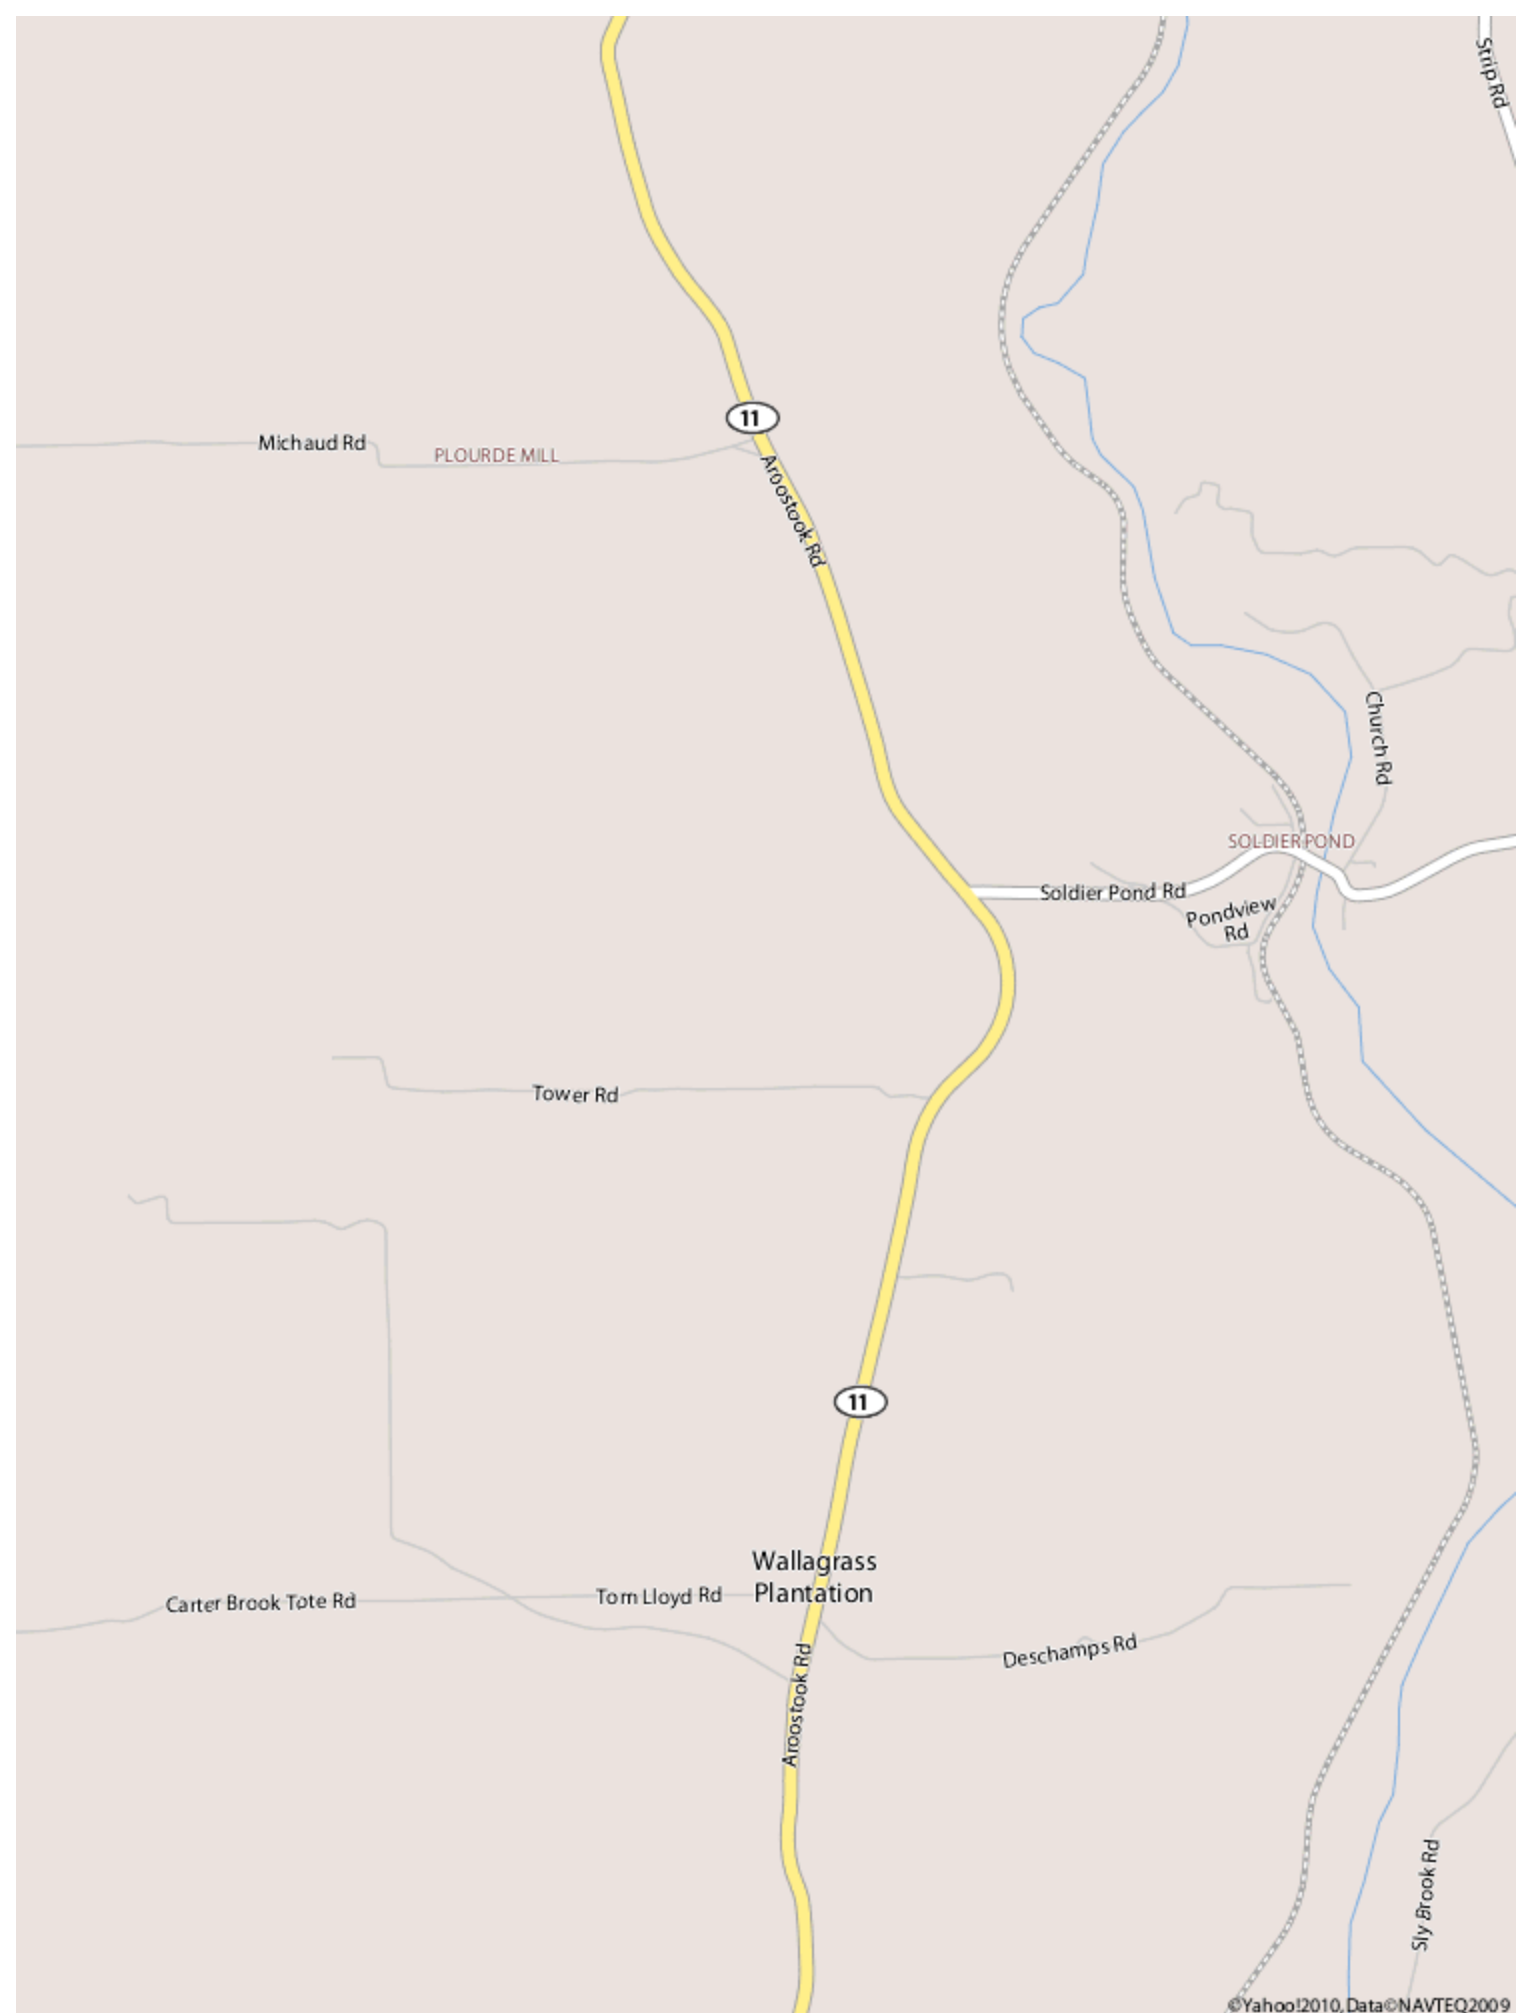 Strip Rd
11
Michaud Rd
PLOURDE MILL
Aroostook Rd
Church Rd
SOLDIER POND
Soldier Pond Rd
Pondview
Rd
Tower Rd
11
Wallagrass
Plantation
Carter Brook Tote Rd
Tom Lloyd Rd
Deschamps Rd
Aroostook Rd
Sly Brook Rd
©Yahoo!2010, Data©NAVTEQ2009